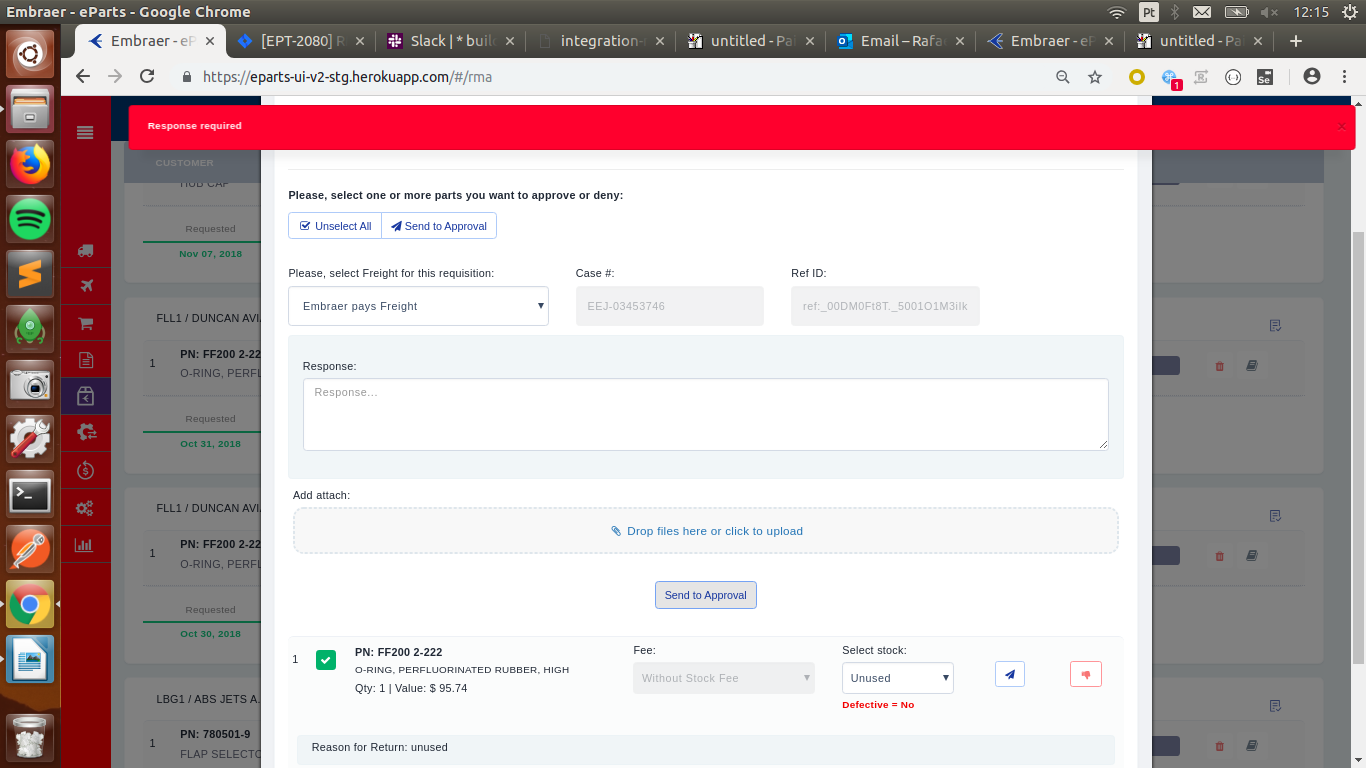 Embraer - eParts - Google Chrome
Pt
12:15
Embraer - eP
[EPT-2080] R
Slack | * buil
integration-
untitled - Pai
Email – Rafa
Embraer - eP
untitled - Pai
https://eparts-ui-v2-stg.herokuapp.com/#/rma
Se
1
Response required
×
CUSTOMER
HUB CAP
Requested
Nov 07, 2018
FLL1 / DUNCAN AVI
1
PN: FF200 2-22
O-RING, PERFL
Requested
Oct 31, 2018
FLL1 / DUNCAN AVI
1
PN: FF200 2-22
O-RING, PERFL
Requested
Oct 30, 2018
LBG1 / ABS JETS A.
1
PN: 780501-9
FLAP SELECTO
Please, select one or more parts you want to approve or deny:
Unselect All
Send to Approval
Please, select Freight for this requisition:
Case #:
Ref ID:
Embraer pays Freight
EEJ-03453746
ref:_00DM0Ft8T._5001O1M3ilk
Response:
Response...
Add attach:
Drop files here or click to upload
Send to Approval
1
PN: FF200 2-222
O-RING, PERFLUORINATED RUBBER, HIGH
Qty: 1 | Value: $ 95.74
Fee:
Without Stock Fee
Select stock:
Unused
Defective = No
Reason for Return: unused